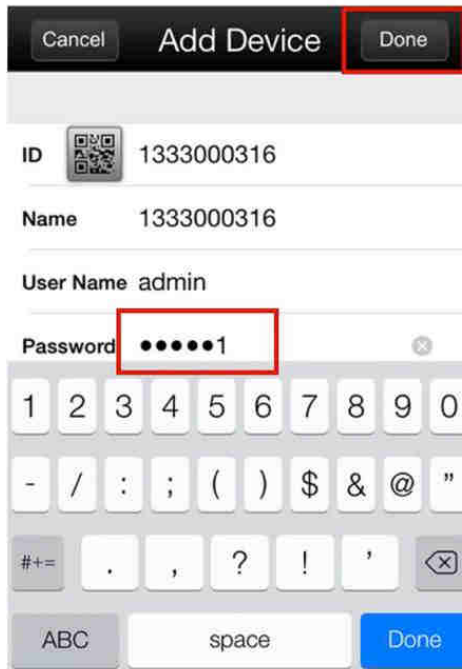 Cancel Add Device Done
ID 1333000316
Name 1333000316
User Name admin
Password •••••1
1 2 3 4 5 6 7 8 9 0
- / : ; ( ) $ & @ "
#+= . , ? ! '
ABC space Done